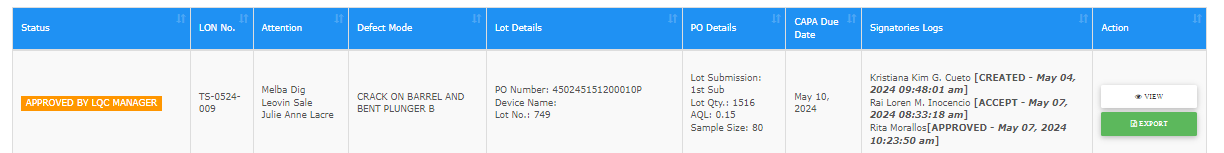 Status
LON No.
Attention
Defect Mode
Lot Details
PO Details
CAPA Due
Date
Signatories Logs
Action
APPROVED BY LQC MANAGER
TS-0524-
009
Melba Dig
Leovin Sale
Julie Anne Lacre
CRACK ON BARREL AND
BENT PLUNGER B
PO Number: 450245151200010P
Device Name:
Lot No.: 749
Lot Submission:
1st Sub
Lot Qty.: 1516
AQL: 0.15
Sample Size: 80
May 10,
2024
Kristiana Kim G. Cueto [CREATED - May 04,
2024 09:48:01 am]
Rai Loren M. Inocencio [ACCEPT - May 07,
2024 08:33:18 am]
Rita Morallos[APPROVED - May 07, 2024
10:23:50 am]
VIEW
EXPORT